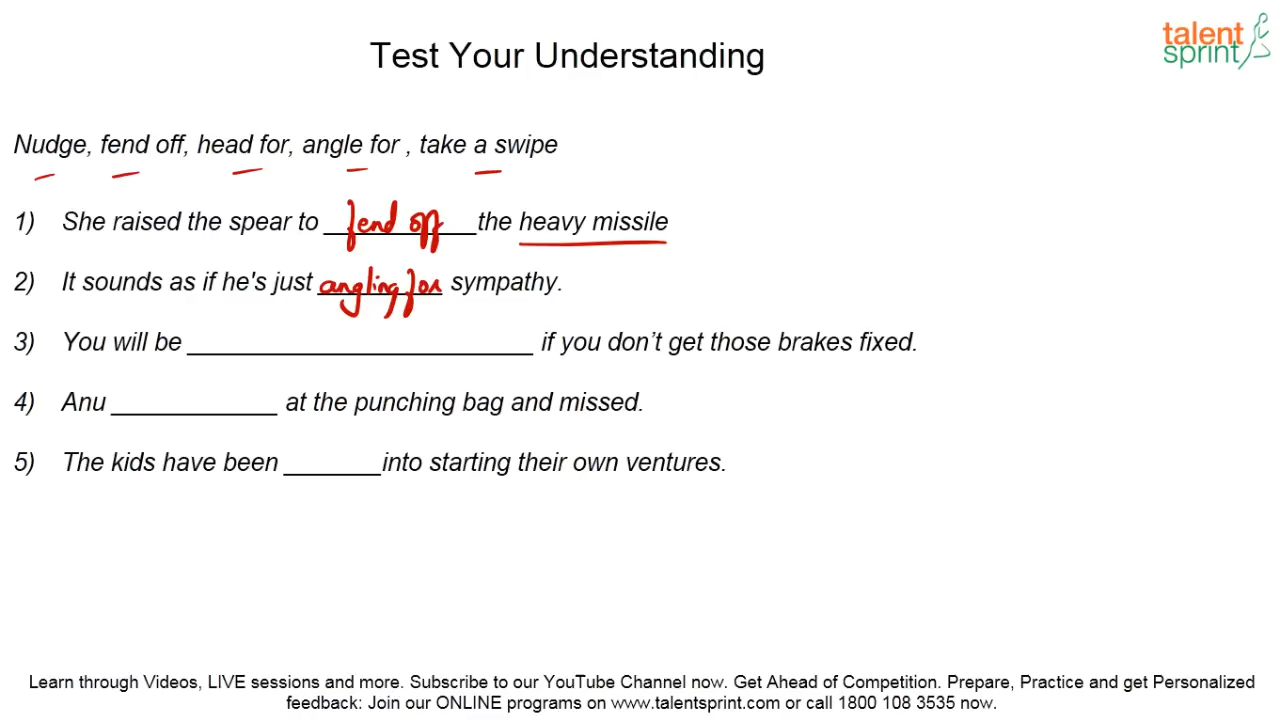 Test Your Understanding
talent
sprint
Nudge, fend off, head for, angle for , take a swipe
1) She raised the spear to fend off the heavy missile
2) It sounds as if he's just angling for sympathy.
3) You will be __________________________ if you don’t get those brakes fixed.
4) Anu ____________ at the punching bag and missed.
5) The kids have been _______into starting their own ventures.
Learn through Videos, LIVE sessions and more. Subscribe to our YouTube Channel now. Get Ahead of Competition. Prepare, Practice and get Personalized
feedback: Join our ONLINE programs on www.talentsprint.com or call 1800 108 3535 now.